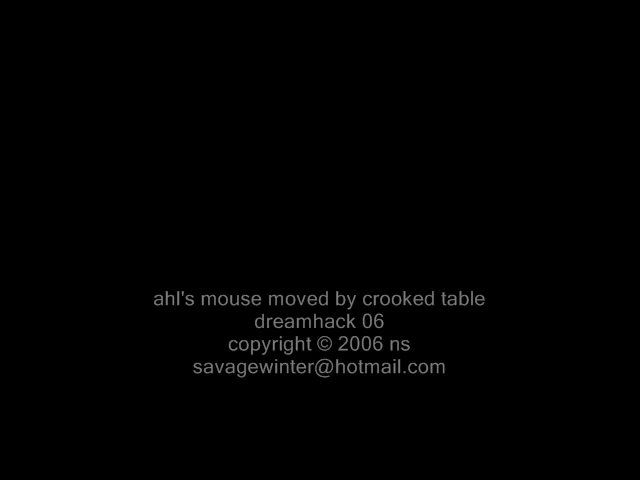 ahl's mouse moved by crooked table
dreamhack 06
copyright © 2006 ns
savagewinter@hotmail.com